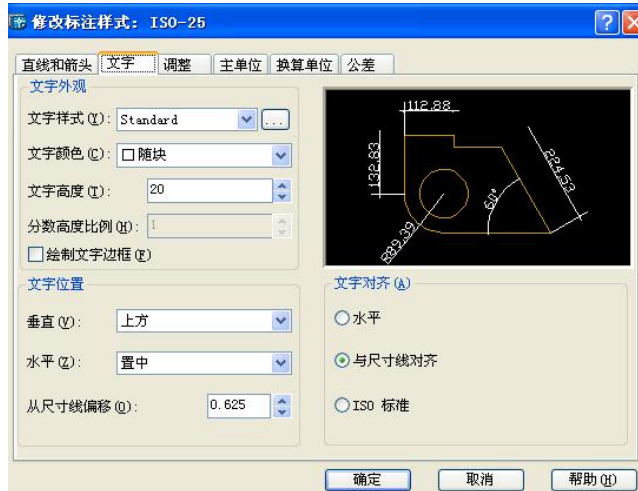 修改标注样式: ISO-25
直线和箭头 文字 调整 主单位 换算单位 公差
文字外观
文字样式(Y): Standard ...
文字颜色(C): 随块
文字高度(T): 20
分数高度比例(H): 1
绘制文字边框(F)
112.88
132.83
224.53
60°
R89.39
文字位置
垂直(V): 上方
水平(Z): 置中
从尺寸线偏移(O): 0.625
文字对齐(A)
水平
与尺寸线对齐
ISO 标准
确定 取消 帮助(H)